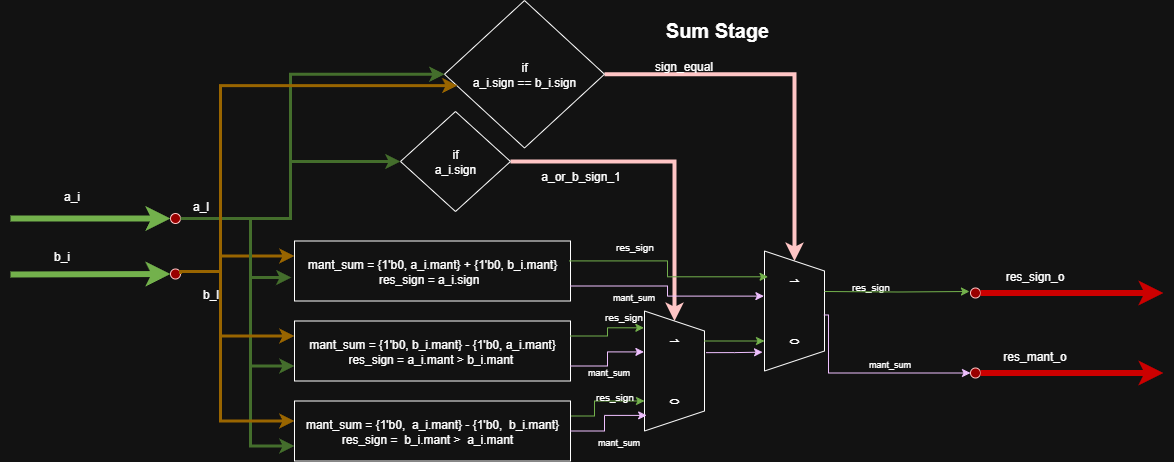 Sum Stage
if
a_i.sign == b_i.sign
sign_equal
if
a_i.sign
a_or_b_sign_1
a_i
a_I
b_i
b_I
mant_sum = {1'b0, a_i.mant} + {1'b0, b_i.mant}
res_sign = a_i.sign
res_sign
mant_sum
mant_sum = {1'b0, b_i.mant} - {1'b0, a_i.mant}
res_sign = a_i.mant > b_i.mant
res_sign
mant_sum
mant_sum = {1'b0, a_i.mant} - {1'b0, b_i.mant}
res_sign = b_i.mant > a_i.mant
res_sign
mant_sum
1
0
1
0
res_sign
mant_sum
res_sign_o
res_mant_o